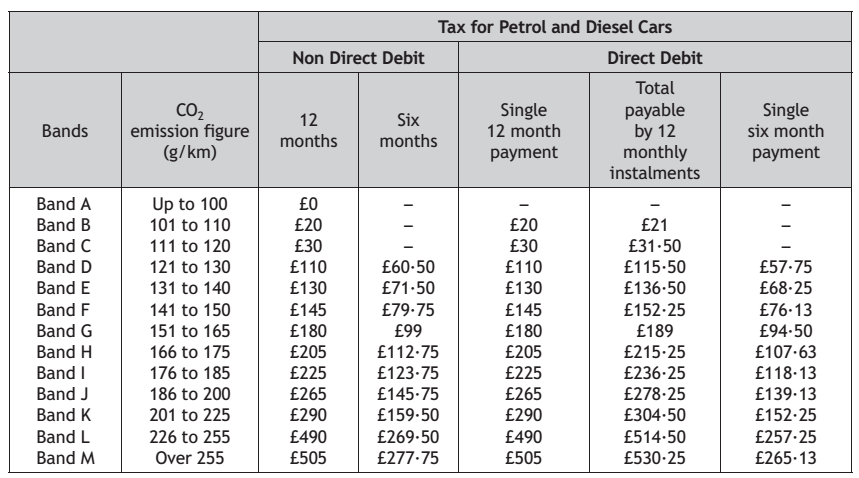 Tax for Petrol and Diesel Cars
Non Direct Debit Direct Debit
Bands CO2 emission figure (g/km) 12 months Six months Single 12 month payment Total payable by 12 monthly instalments Single six month payment
Band A Up to 100 £0 – – – –
Band B 101 to 110 £20 – £20 £21 –
Band C 111 to 120 £30 – £30 £31·50 –
Band D 121 to 130 £110 £60·50 £110 £115·50 £57·75
Band E 131 to 140 £130 £71·50 £130 £136·50 £68·25
Band F 141 to 150 £145 £79·75 £145 £152·25 £76·13
Band G 151 to 165 £180 £99 £180 £189 £94·50
Band H 166 to 175 £205 £112·75 £205 £215·25 £107·63
Band I 176 to 185 £225 £123·75 £225 £236·25 £118·13
Band J 186 to 200 £265 £145·75 £265 £278·25 £139·13
Band K 201 to 225 £290 £159·50 £290 £304·50 £152·25
Band L 226 to 255 £490 £269·50 £490 £514·50 £257·25
Band M Over 255 £505 £277·75 £505 £530·25 £265·13